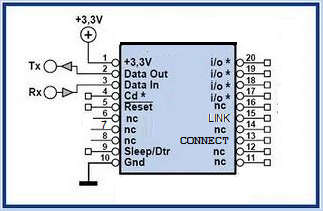 +3,3V
1 +3,3V i/o * 20
Tx 2 Data Out i/o * 19
3 Data In i/o * 18
Rx 4 Cd * i/o * 17
5 Reset nc 16
6 nc LINK 15
7 nc nc 14
8 nc CONNECT 13
9 Sleep/Dtr nc 12
10 Gnd nc 11